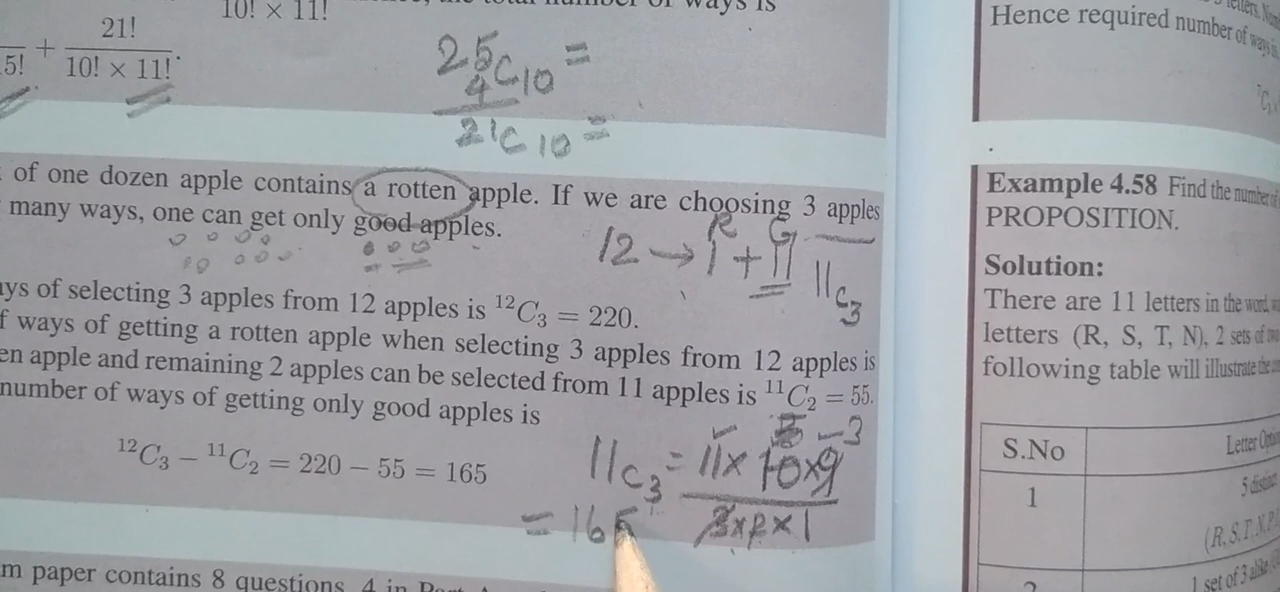 10! × 11!
ways is
5! + 21! / 10! × 11! .
25C10 =
4
21C10 =
of one dozen apple contains a rotten apple. If we are choosing 3 apples
many ways, one can get only good apples.
R G
12 → 1 + 11 11C3
ys of selecting 3 apples from 12 apples is ¹²C₃ = 220.
f ways of getting a rotten apple when selecting 3 apples from 12 apples is
en apple and remaining 2 apples can be selected from 11 apples is ¹¹C₂ = 55.
number of ways of getting only good apples is
¹²C₃ − ¹¹C₂ = 220 − 55 = 165
5 3
11C3 = 11×10×9 / 3×2×1
= 165
m paper contains 8 questions, 4 in
letters.
Hence required number of ways
Example 4.58 Find the number of
PROPOSITION.
Solution:
There are 11 letters in the word,
letters (R, S, T, N), 2 sets of
following table will illustrate the
S.No Letter
1 5
(R, S, T, N,
2 1 set of 3 alike